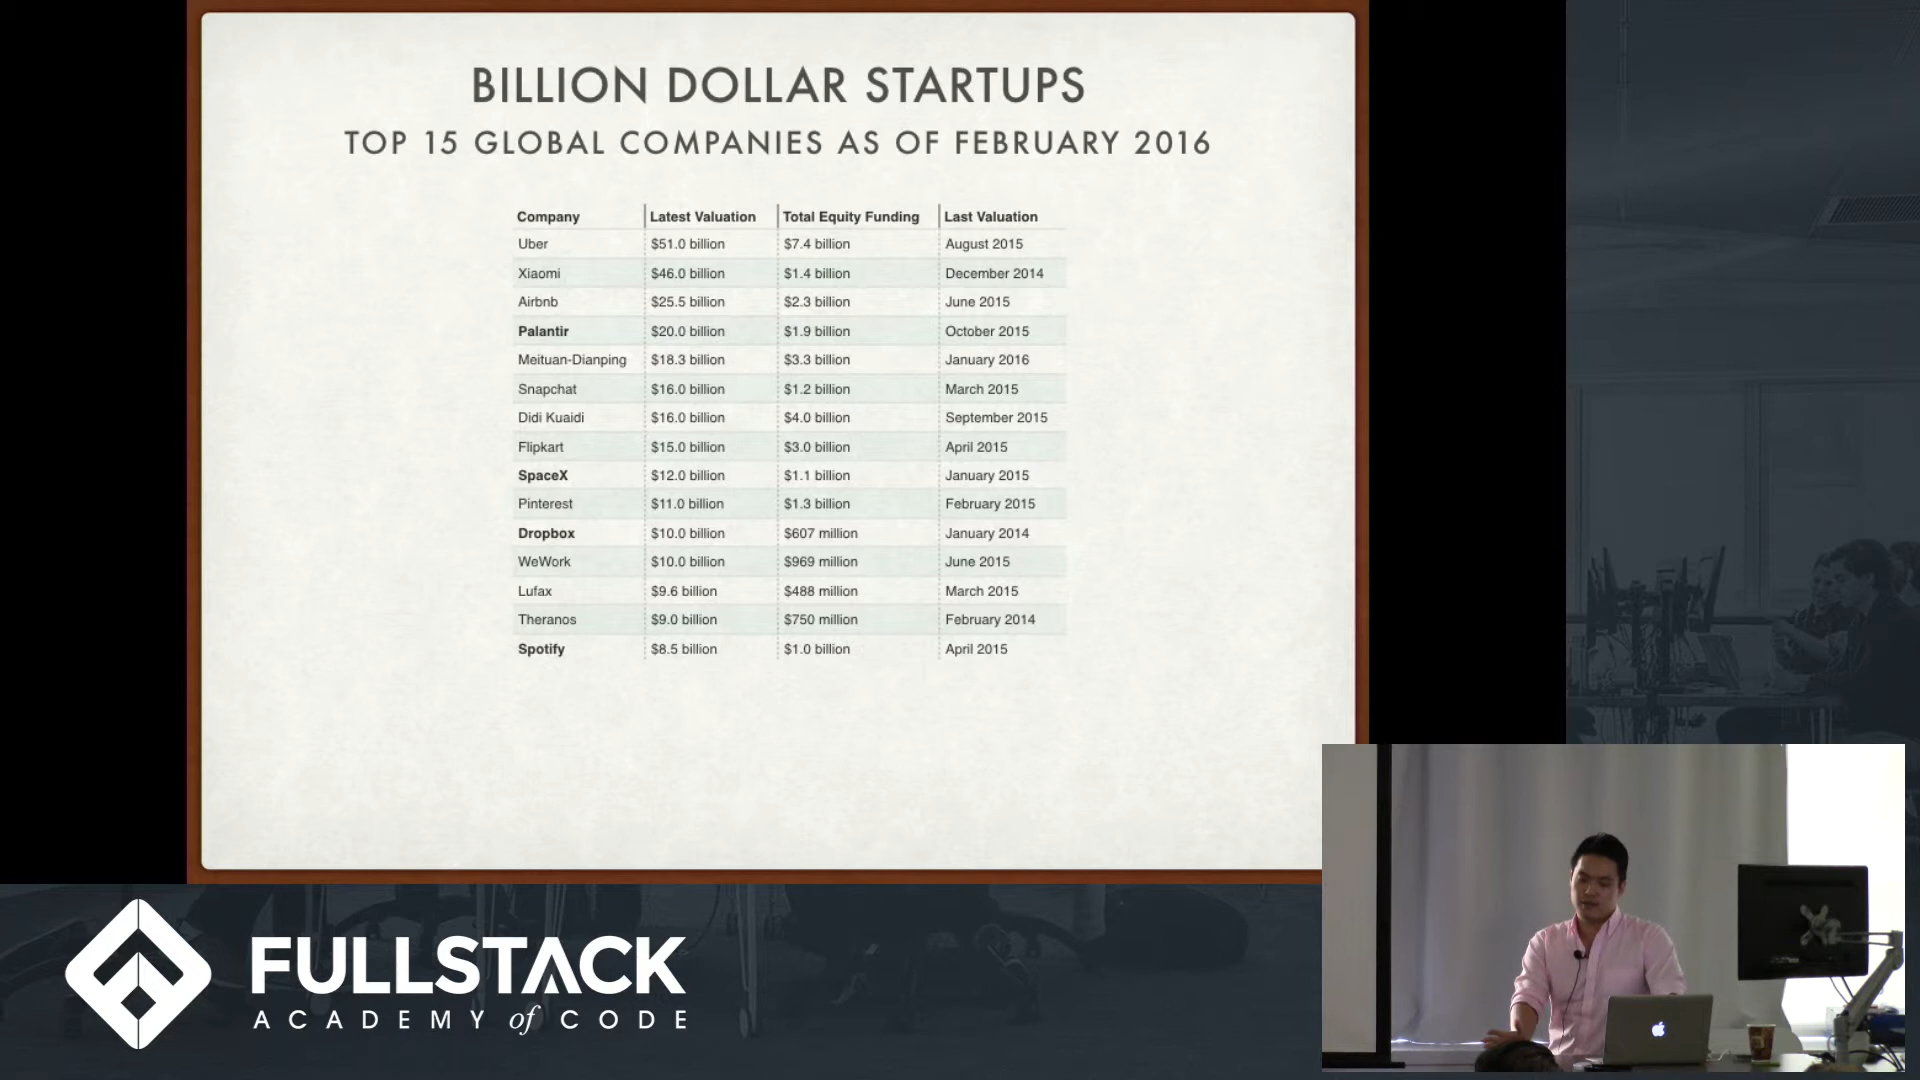 BILLION DOLLAR STARTUPS
TOP 15 GLOBAL COMPANIES AS OF FEBRUARY 2016
Company Latest Valuation Total Equity Funding Last Valuation
Uber $51.0 billion $7.4 billion August 2015
Xiaomi $46.0 billion $1.4 billion December 2014
Airbnb $25.5 billion $2.3 billion June 2015
Palantir $20.0 billion $1.9 billion October 2015
Meituan-Dianping $18.3 billion $3.3 billion January 2016
Snapchat $16.0 billion $1.2 billion March 2015
Didi Kuaidi $16.0 billion $4.0 billion September 2015
Flipkart $15.0 billion $3.0 billion April 2015
SpaceX $12.0 billion $1.1 billion January 2015
Pinterest $11.0 billion $1.3 billion February 2015
Dropbox $10.0 billion $607 million January 2014
WeWork $10.0 billion $969 million June 2015
Lufax $9.6 billion $488 million March 2015
Theranos $9.0 billion $750 million February 2014
Spotify $8.5 billion $1.0 billion April 2015
FULLSTACK
ACADEMY of CODE